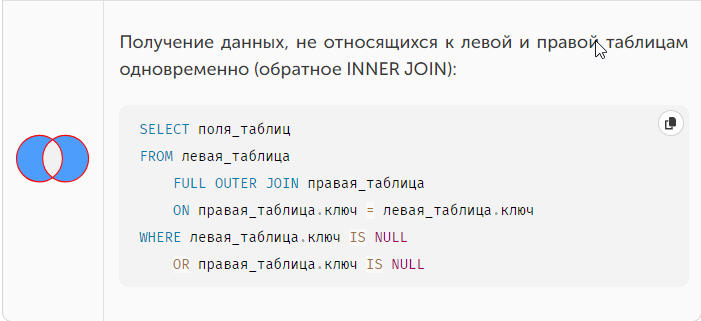 Получение данных, не относящихся к левой и правой таблицам
одновременно (обратное INNER JOIN):
SELECT поля_таблиц
FROM левая_таблица
FULL OUTER JOIN правая_таблица
ON правая_таблица.ключ = левая_таблица.ключ
WHERE левая_таблица.ключ IS NULL
OR правая_таблица.ключ IS NULL